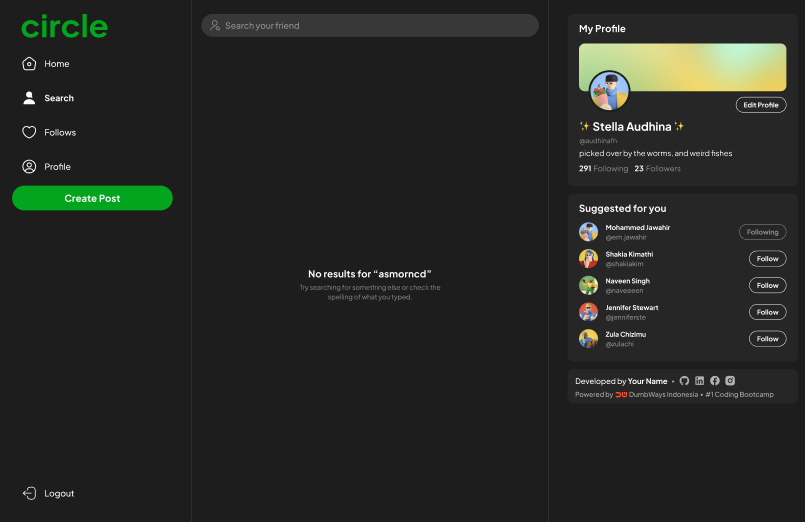 circle
Home
Search
Follows
Profile
Create Post
Logout
Search your friend
No results for “asmorncd”
Try searching for something else or check the
spelling of what you typed.
My Profile
Edit Profile
✨ Stella Audhina ✨
@audhinafh
picked over by the worms, and weird fishes
291 Following 23 Followers
Suggested for you
Mohammed Jawahir
@em.jawahir
Following
Shakia Kimathi
@shakiakim
Follow
Naveen Singh
@naveeeen
Follow
Jennifer Stewart
@jenniferste
Follow
Zula Chizimu
@zulachi
Follow
Developed by Your Name •
Powered by DumbWays Indonesia • #1 Coding Bootcamp